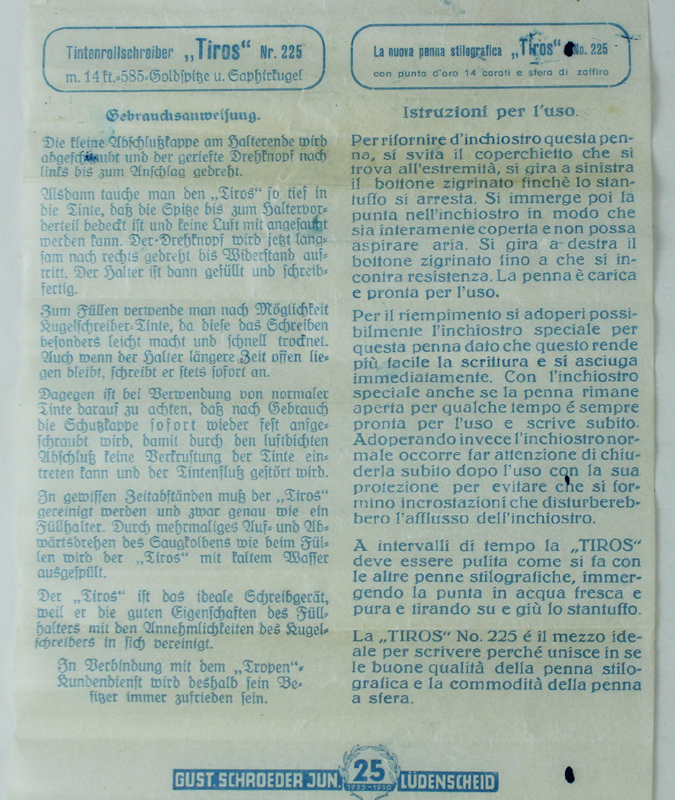 Tintenrollschreiber „Tiros“ Nr. 225
m. 14 kt.-585-Goldspitze u. Saphirkugel
Gebrauchsanweisung.
Die kleine Abschlußkappe am Halterende wird
abgeschraubt und der geriefte Drehknopf nach
links bis zum Anschlag gedreht.
Alsdann tauche man den „Tiros“ so tief in
die Tinte, daß die Spitze bis zum Haltervor-
derteil bedeckt ist und keine Luft mit angesaugt
werden kann. Der Drehknopf wird jetzt lang-
sam nach rechts gedreht bis Widerstand auf-
tritt. Der Halter ist dann gefüllt und schreib-
fertig.
Zum Füllen verwende man nach Möglichkeit
Kugelschreiber-Tinte, da diese das Schreiben
besonders leicht macht und schnell trocknet.
Auch wenn der Halter längere Zeit offen lie-
gen bleibt, schreibt er stets sofort an.
Dagegen ist bei Verwendung von normaler
Tinte darauf zu achten, daß nach Gebrauch
die Schutzkappe sofort wieder fest aufge-
schraubt wird, damit durch den luftdichten
Abschluß keine Verkrustung der Tinte ein-
treten kann und der Tintenfluß gestört wird.
In gewissen Zeitabständen muß der „Tiros“
gereinigt werden und zwar genau wie ein
Füllhalter. Durch mehrmaliges Auf- und Ab-
wärtsdrehen des Saugkolbens wie beim Fül-
len wird der „Tiros“ mit kaltem Wasser
ausgespült.
Der „Tiros“ ist das ideale Schreibgerät,
weil er die guten Eigenschaften des Füll-
halters mit den Annehmlichkeiten des Kugel-
schreibers in sich vereinigt.
In Verbindung mit dem „Tropen“-
Kundendienst wird deshalb sein Be-
sitzer immer zufrieden sein.
La nuova penna stilografica „Tiros“ No. 225
con punta d'oro 14 carati e sfera di zaffiro
Istruzioni per l'uso.
Per rifornire d'inchiostro questa pen-
na, si svita il coperchietto che si
trova all'estremità, si gira a sinistra
il bottone zigrinato finchè lo stan-
tuffo si arresta. Si immerge poi la
punta nell'inchiostro in modo che
sia interamente coperta e non possa
aspirare aria. Si gira a destra il
bottone zigrinato fino a che si in-
contra resistenza. La penna è carica
e pronta per l'uso.
Per il riempimento si adoperi possi-
bilmente l'inchiostro speciale per
questa penna dato che questo rende
più facile la scrittura e si asciuga
immediatamente. Con l'inchiostro
speciale anche se la penna rimane
aperta per qualche tempo é sempre
pronta per l'uso e scrive subito.
Adoperando invece l'inchiostro nor-
male occorre far attenzione di chiu-
derla subito dopo l'uso con la sua
protezione per evitare che si for-
mino incrostazioni che disturbereb-
bero l'afflusso dell'inchiostro.
A intervalli di tempo la „TIROS“
deve essere pulita come si fa con
le altre penne stilografiche, immer-
gendo la punta in acqua fresca e
pura e tirando su e giù lo stantuffo.
La „TIROS“ No. 225 é il mezzo ide-
ale per scrivere perché unisce in se
le buone qualità della penna stilo-
grafica e la commodità della penna
a sfera.
GUST. SCHROEDER JUN. 25 LÜDENSCHEID
1925-1950